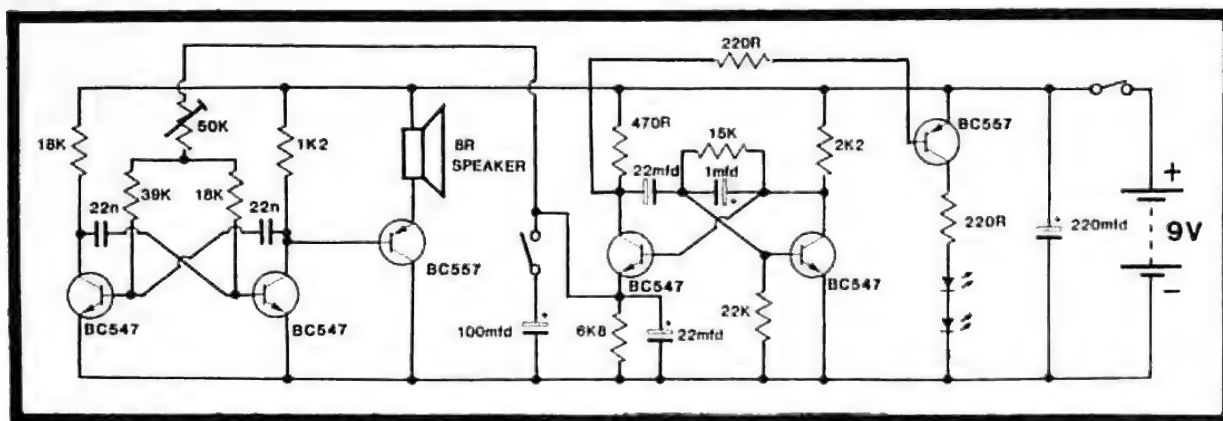 220R
18K
50K
1K2
8R
SPEAKER
470R
15K
2K2
BC557
22mfd
1mfd
39K
18K
22n
22n
220R
220mfd
+
9V
-
BC557
BC547
BC547
BC547
BC547
100mfd
6K8
22mfd
22K